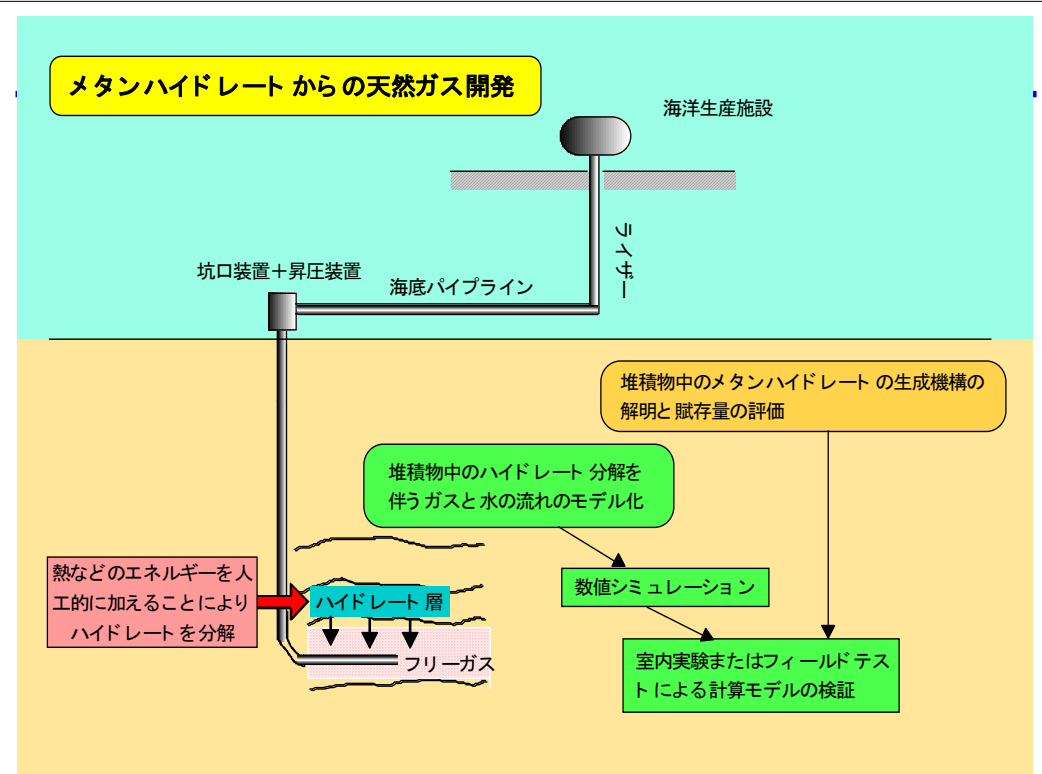 メタンハイドレートからの天然ガス開発
海洋生産施設
ライザー
坑口装置＋昇圧装置
海底パイプライン
堆積物中のメタンハイドレートの生成機構の
解明と賦存量の評価
堆積物中のハイドレート分解を
伴うガスと水の流れのモデル化
熱などのエネルギーを人
工的に加えることにより
ハイドレートを分解
ハイドレート層
数値シミュレーション
フリーガス
室内実験またはフィールドテス
トによる計算モデルの検証